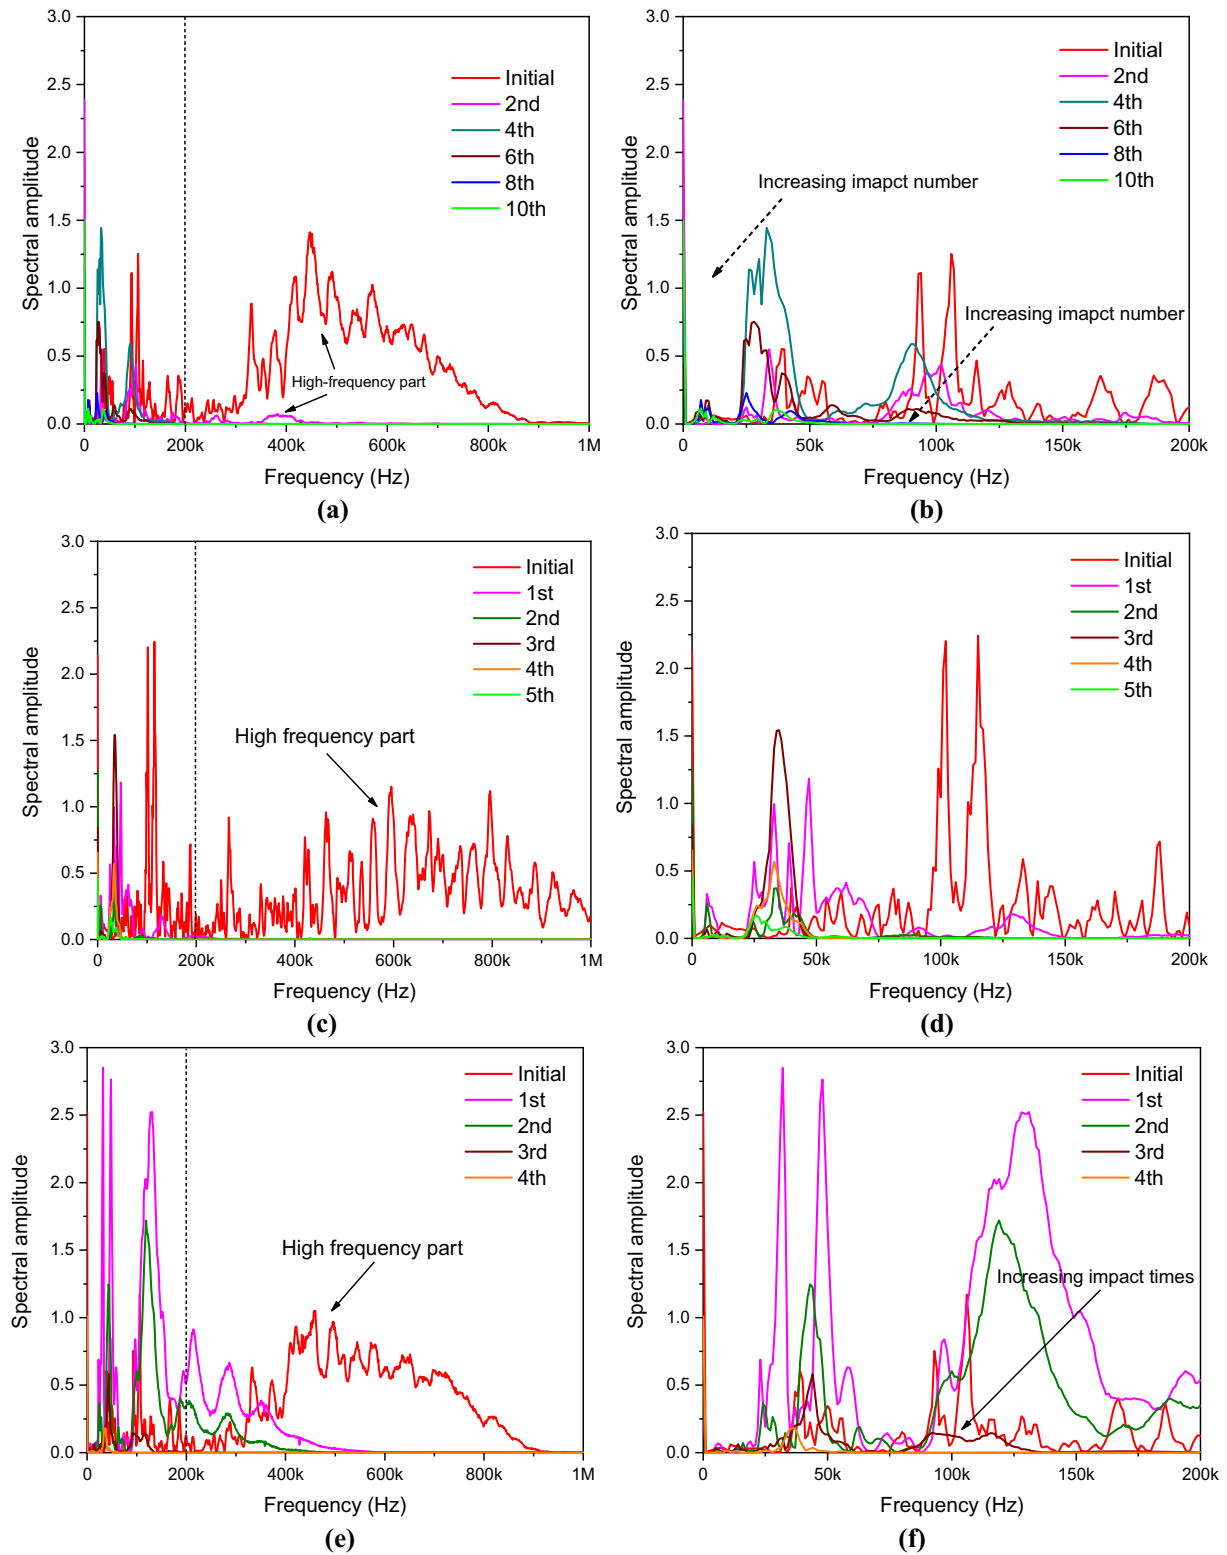 3.0
2.5
2.0
1.5
1.0
0.5
0.0
Spectral amplitude
Initial
2nd
4th
6th
8th
10th
High-frequency part
0 200k 400k 600k 800k 1M
Frequency (Hz)
(a)
3.0
2.5
2.0
1.5
1.0
0.5
0.0
Spectral amplitude
Initial
2nd
4th
6th
8th
10th
Increasing imapct number
Increasing imapct number
0 50k 100k 150k 200k
Frequency (Hz)
(b)
3.0
2.5
2.0
1.5
1.0
0.5
0.0
Spectral amplitude
Initial
1st
2nd
3rd
4th
5th
High frequency part
0 200k 400k 600k 800k 1M
Frequency (Hz)
(c)
3.0
2.5
2.0
1.5
1.0
0.5
0.0
Spectral amplitude
Initial
1st
2nd
3rd
4th
5th
0 50k 100k 150k 200k
Frequency (Hz)
(d)
3.0
2.5
2.0
1.5
1.0
0.5
0.0
Spectral amplitude
Initial
1st
2nd
3rd
4th
High frequency part
0 200k 400k 600k 800k 1M
Frequency (Hz)
(e)
3.0
2.5
2.0
1.5
1.0
0.5
0.0
Spectral amplitude
Initial
1st
2nd
3rd
4th
Increasing impact times
0 50k 100k 150k 200k
Frequency (Hz)
(f)